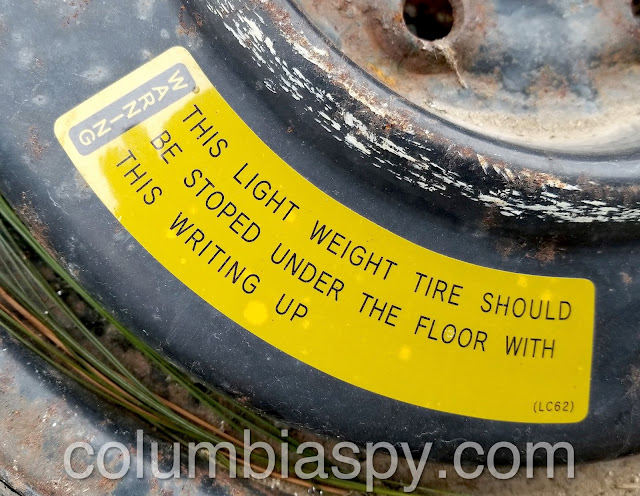 WARNING
THIS LIGHT WEIGHT TIRE SHOULD
BE STOPED UNDER THE FLOOR WITH
THIS WRITING UP
(LC62)
columbiaspy.com